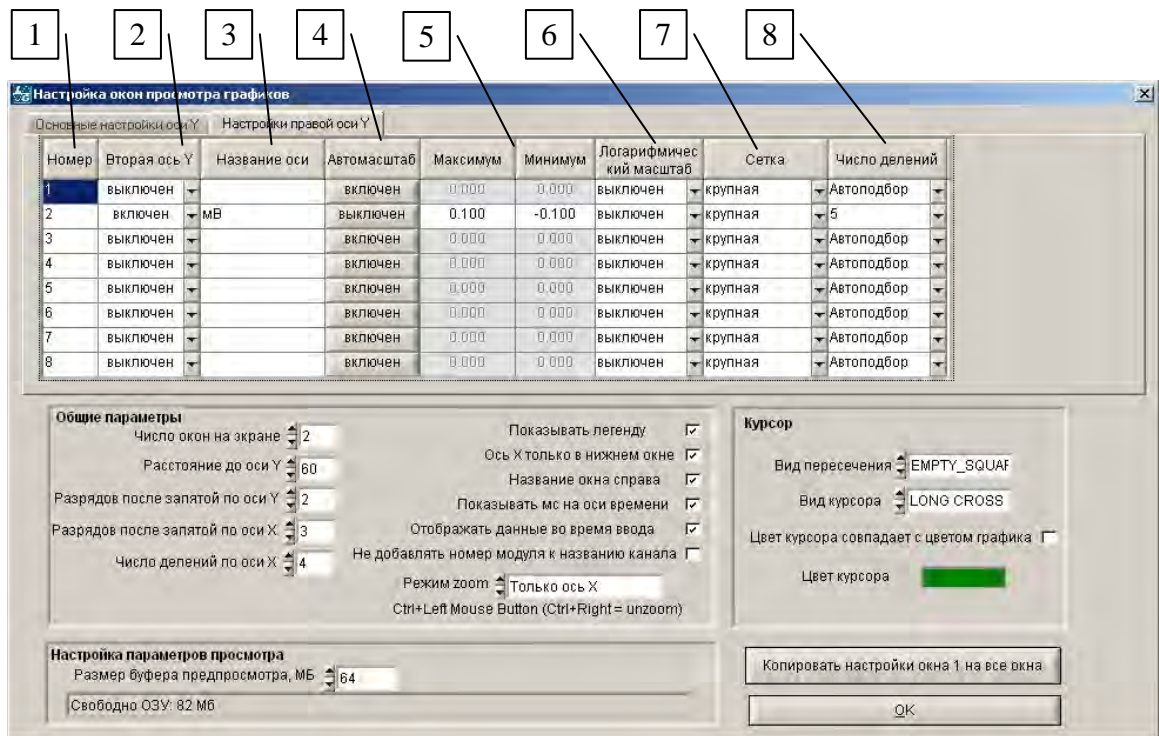 1 2 3 4 5 6 7 8
Настройка окон просмотра графиков
Основные настройки оси Y Настройки правой оси Y
Номер Вторая ось Y Название оси Автомасштаб Максимум Минимум Логарифмичес Сетка Число делений
кий масштаб
1 выключен включен 0.000 0.000 выключен крупная Автоподбор
2 включен мВ выключен 0.100 -0.100 выключен крупная 5
3 выключен включен 0.000 0.000 выключен крупная Автоподбор
4 выключен включен 0.000 0.000 выключен крупная Автоподбор
5 выключен включен 0.000 0.000 выключен крупная Автоподбор
6 выключен включен 0.000 0.000 выключен крупная Автоподбор
7 выключен включен 0.000 0.000 выключен крупная Автоподбор
8 выключен включен 0.000 0.000 выключен крупная Автоподбор
Общие параметры
Число окон на экране 2
Расстояние до оси Y 60
Разрядов после запятой по оси Y 2
Разрядов после запятой по оси X 3
Число делений по оси X 4
Показывать легенду
Ось X только в нижнем окне
Название окна справа
Показывать мс на оси времени
Отображать данные во время ввода
Не добавлять номер модуля к названию канала
Режим zoom Только ось X
Ctrl+Left Mouse Button (Ctrl+Right = unzoom)
Курсор
Вид пересечения EMPTY_SQUAR
Вид курсора LONG CROSS
Цвет курсора совпадает с цветом графика
Цвет курсора
Настройка параметров просмотра
Размер буфера предпросмотра, МБ 64
Свободно ОЗУ: 82 Мб
Копировать настройки окна 1 на все окна
OK